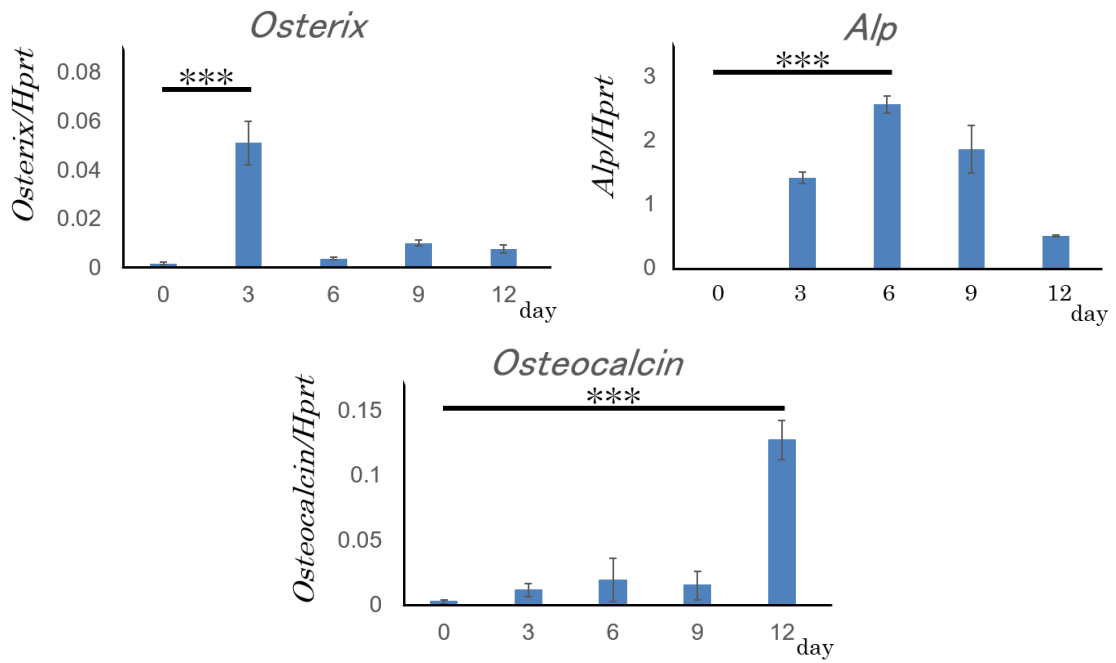 Osterix
Osterix/Hprt
0.08
0.06
0.04
0.02
0
***
0 3 6 9 12
day
Alp
Alp/Hprt
3
2
1
0
***
0 3 6 9 12
day
Osteocalcin
Osteocalcin/Hprt
0.15
0.1
0.05
0
***
0 3 6 9 12
day